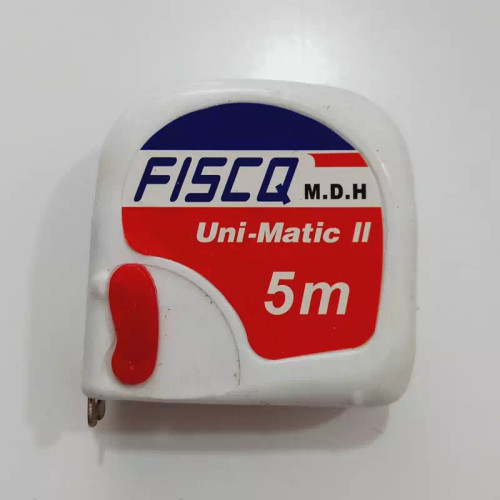 FISCQ M.D.H
Uni-Matic II
5m